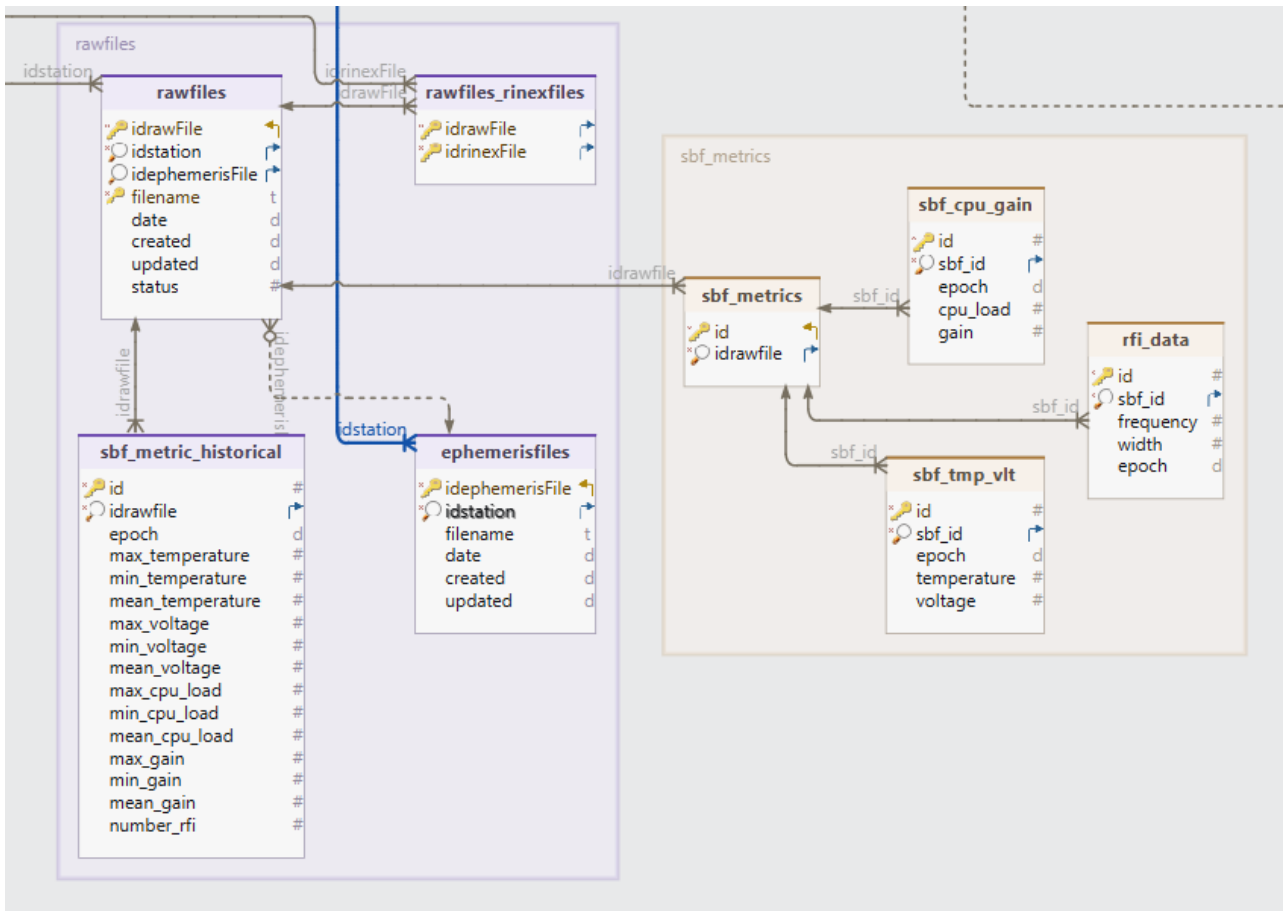 rawfiles
idstation
rawfiles
idrawFile
idstation
idephemerisFile
filename t
date d
created d
updated d
status #
idrinexFile
idrawFile
rawfiles_rinexfiles
idrawFile
idrinexFile
idrawfile
idephemerisl
idstation
sbf_metric_historical
id #
idrawfile
epoch d
max_temperature #
min_temperature #
mean_temperature #
max_voltage #
min_voltage #
mean_voltage #
max_cpu_load #
min_cpu_load #
mean_cpu_load #
max_gain #
min_gain #
mean_gain #
number_rfi #
ephemerisfiles
idephemerisFile
idstation
filename t
date d
created d
updated d
sbf_metrics
idrawfile
sbf_metrics
id
idrawfile
sbf_id
sbf_cpu_gain
id #
sbf_id
epoch d
cpu_load #
gain #
sbf_id
rfi_data
id #
sbf_id
frequency #
width #
epoch d
sbf_id
sbf_tmp_vlt
id #
sbf_id
epoch d
temperature #
voltage #